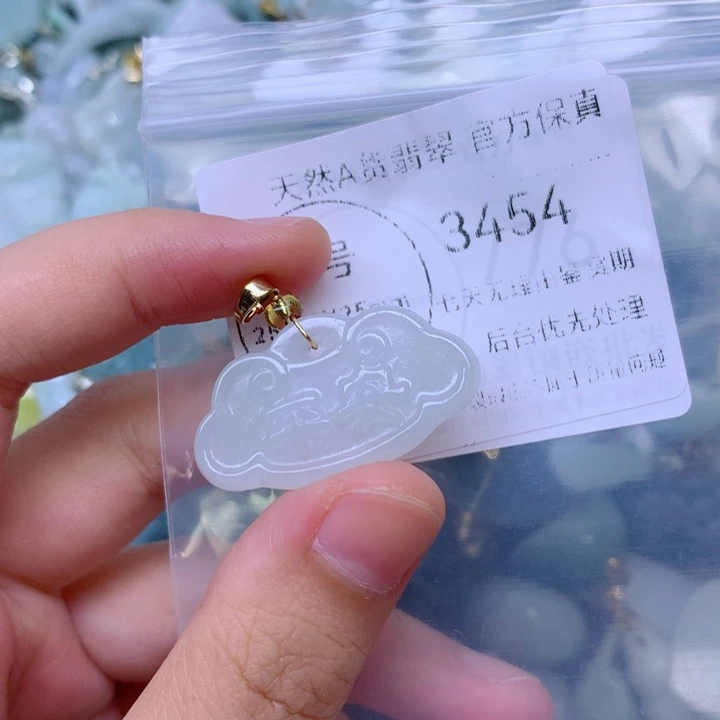 天然A货翡翠 官方保真
3454
号
七天无理由鉴赏期
后台优先处理